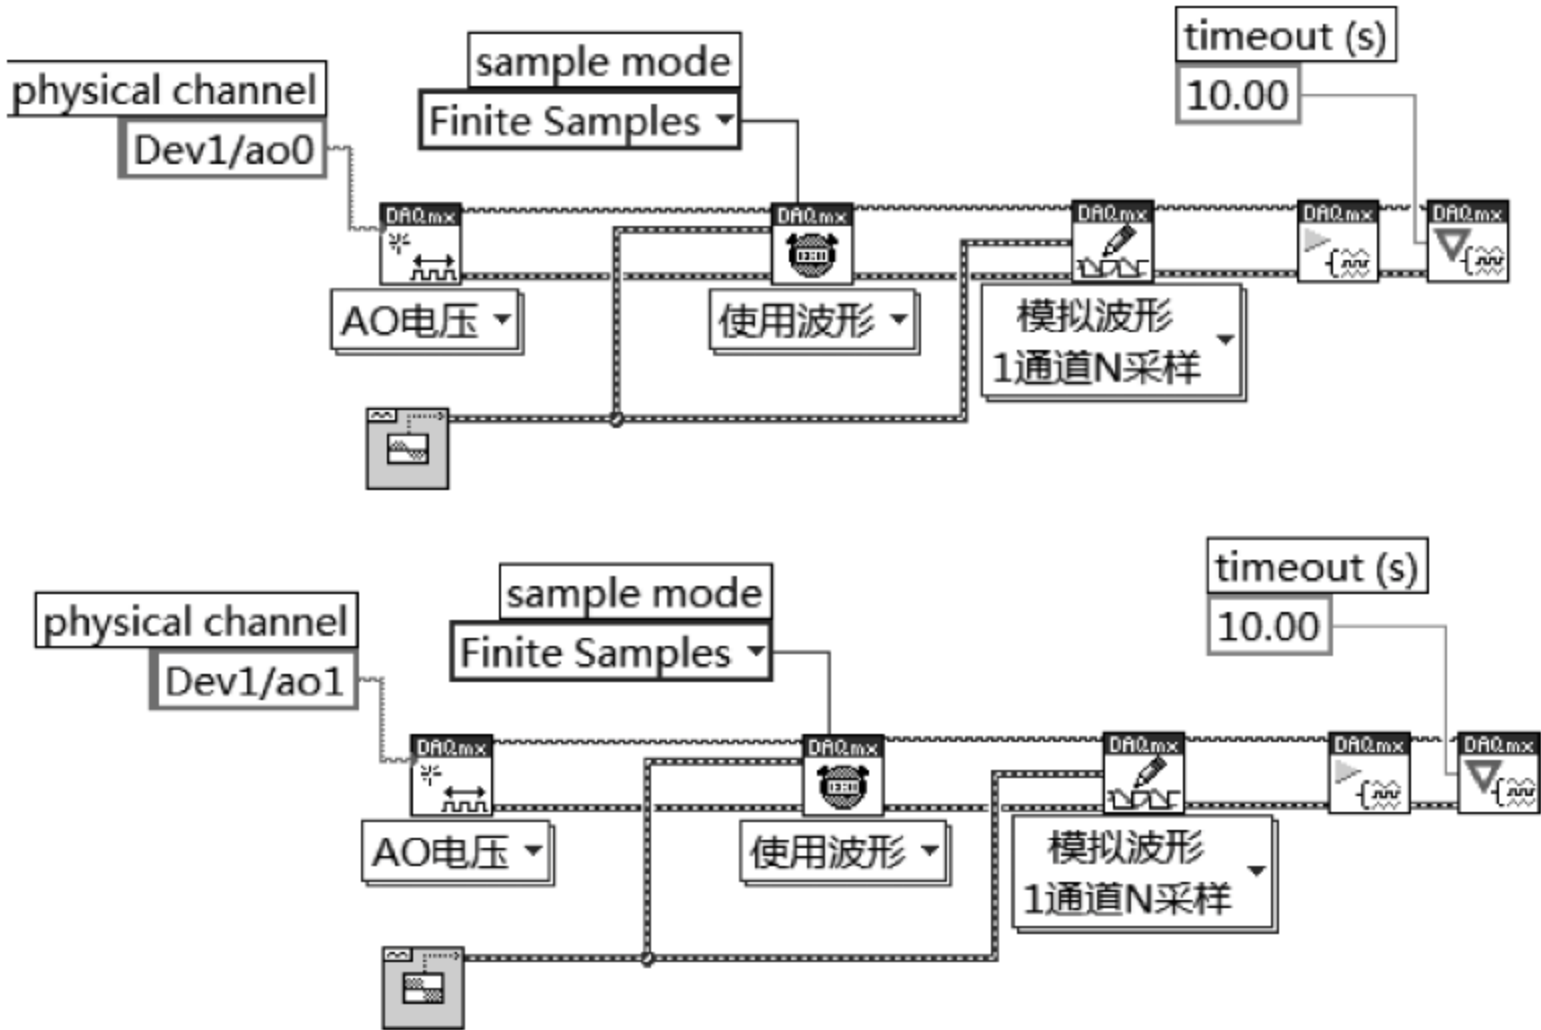 timeout (s)
sample mode
10.00
physical channel
Finite Samples
Dev1/ao0
DAQmx DAQmx DAQmx DAQmx DAQmx
AO电压
使用波形
模拟波形
1通道N采样
timeout (s)
sample mode
10.00
physical channel
Finite Samples
Dev1/ao1
DAQmx DAQmx DAQmx DAQmx DAQmx
AO电压
使用波形
模拟波形
1通道N采样